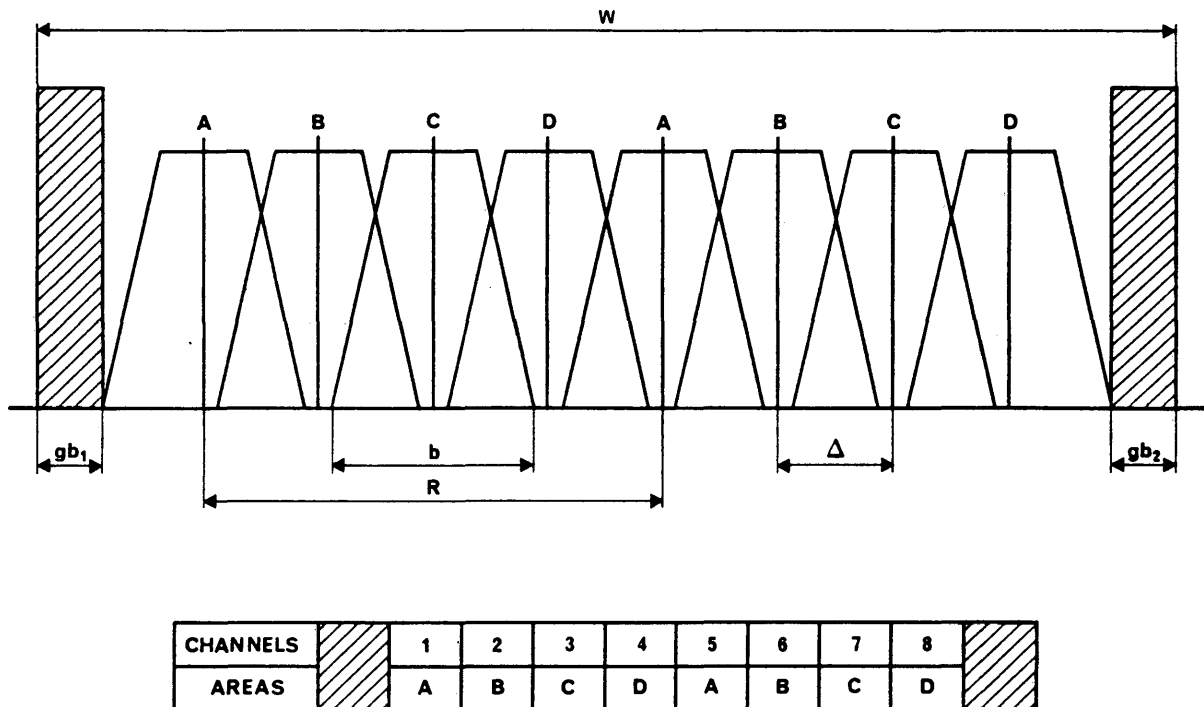 W
A B C D A B C D
gb₁ b Δ gb₂
R
CHANNELS 1 2 3 4 5 6 7 8
AREAS A B C D A B C D